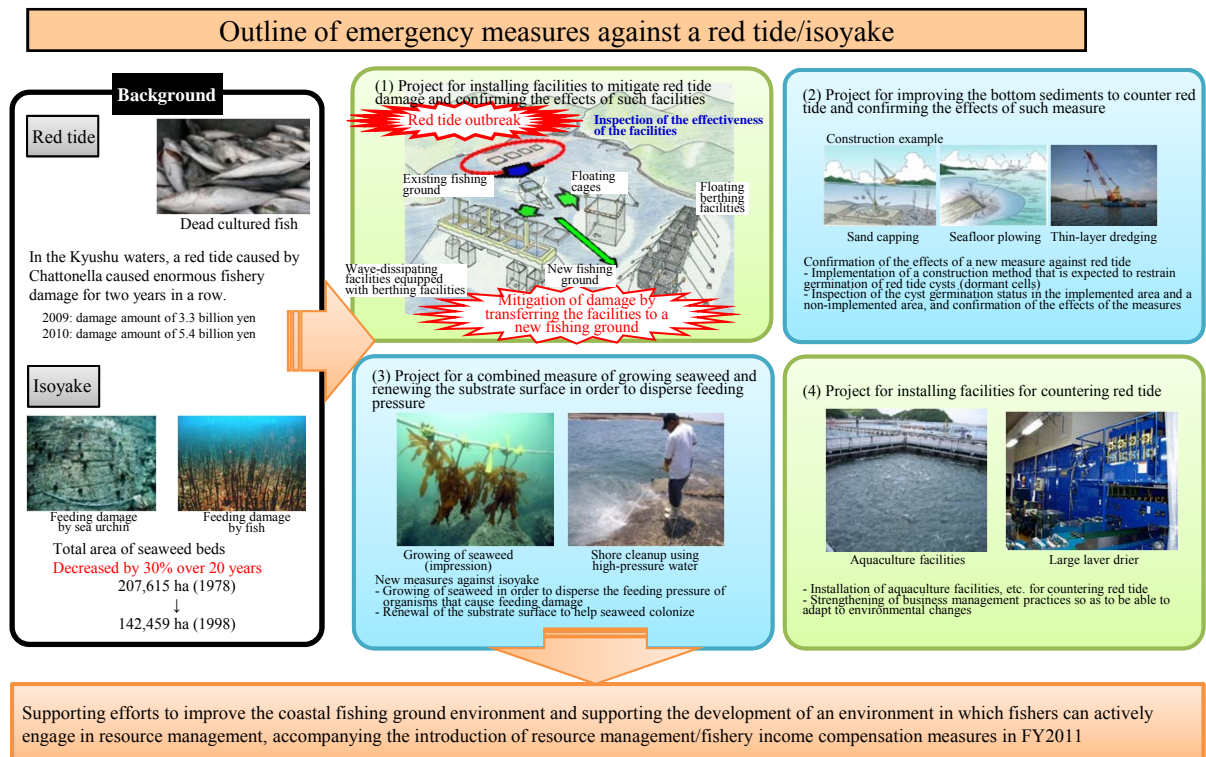 Outline of emergency measures against a red tide/isoyake
Background
Red tide
Dead cultured fish
In the Kyushu waters, a red tide caused by
Chattonella caused enormous fishery
damage for two years in a row.
2009: damage amount of 3.3 billion yen
2010: damage amount of 5.4 billion yen
Isoyake
Feeding damage
by sea urchin
Feeding damage
by fish
Total area of seaweed beds
Decreased by 30% over 20 years
207,615 ha (1978)
↓
142,459 ha (1998)
(1) Project for installing facilities to mitigate red tide
damage and confirming the effects of such facilities
Red tide outbreak
Inspection of the effectiveness
of the facilities
Existing fishing
ground
Floating
cages
Floating
berthing
facilities
Wave-dissipating
facilities equipped
with berthing facilities
New fishing
ground
Mitigation of damage by
transferring the facilities to a
new fishing ground
(2) Project for improving the bottom sediments to counter red
tide and confirming the effects of such measure
Construction example
Sand capping
Seafloor plowing
Thin-layer dredging
Confirmation of the effects of a new measure against red tide
- Implementation of a construction method that is expected to restrain
germination of red tide cysts (dormant cells)
- Inspection of the cyst germination status in the implemented area and a
non-implemented area, and confirmation of the effects of the measures
(3) Project for a combined measure of growing seaweed and
renewing the substrate surface in order to disperse feeding
pressure
Growing of seaweed
(impression)
Shore cleanup using
high-pressure water
New measures against isoyake
- Growing of seaweed in order to disperse the feeding pressure of
organisms that cause feeding damage
- Renewal of the substrate surface to help seaweed colonize
(4) Project for installing facilities for countering red tide
Aquaculture facilities
Large laver drier
- Installation of aquaculture facilities, etc. for countering red tide
- Strengthening of business management practices so as to be able to
adapt to environmental changes
Supporting efforts to improve the coastal fishing ground environment and supporting the development of an environment in which fishers can actively
engage in resource management, accompanying the introduction of resource management/fishery income compensation measures in FY2011